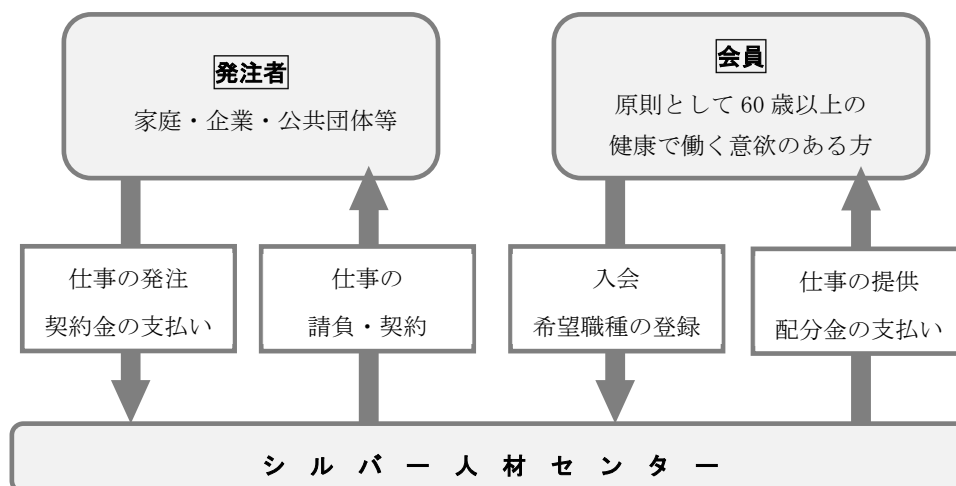 発注者
家庭・企業・公共団体等
会員
原則として 60 歳以上の
健康で働く意欲のある方
仕事の発注
契約金の支払い
仕事の
請負・契約
入会
希望職種の登録
仕事の提供
配分金の支払い
シルバー人材センター